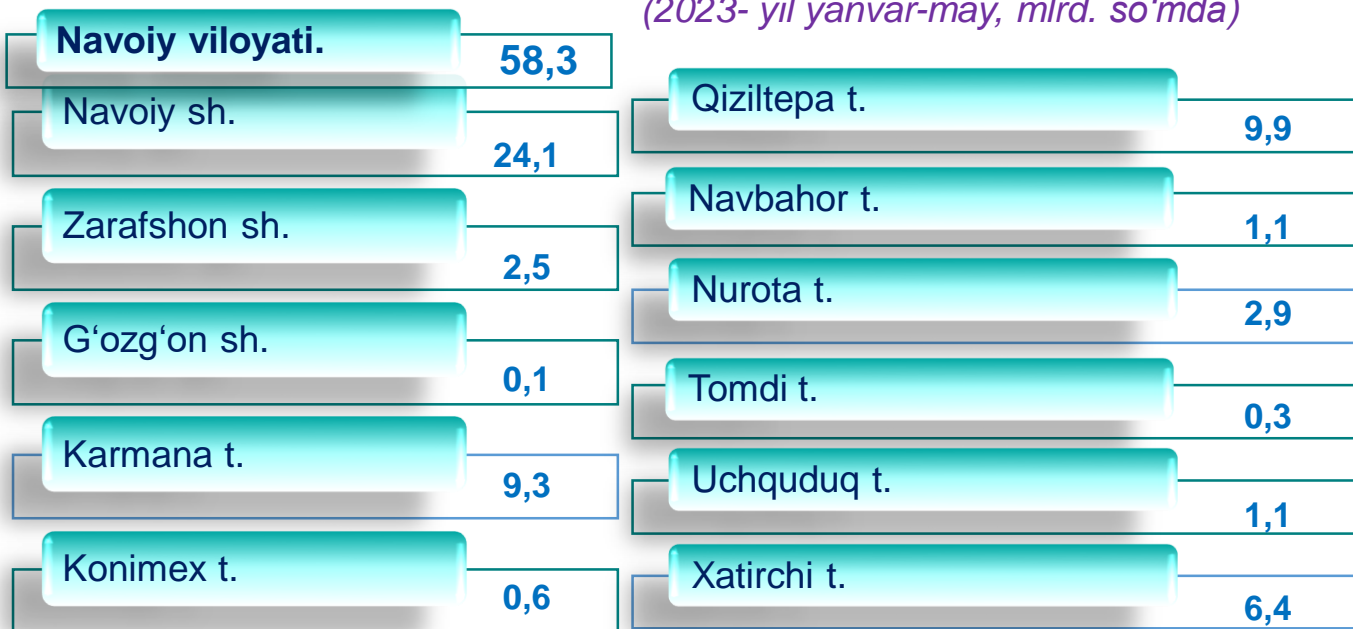 (2023- yil yanvar-may, mlrd. so'mda)
Navoiy viloyati.
58,3
Navoiy sh.
24,1
Zarafshon sh.
2,5
G‘ozg‘on sh.
0,1
Karmana t.
9,3
Konimex t.
0,6
Qiziltepa t.
9,9
Navbahor t.
1,1
Nurota t.
2,9
Tomdi t.
0,3
Uchquduq t.
1,1
Xatirchi t.
6,4